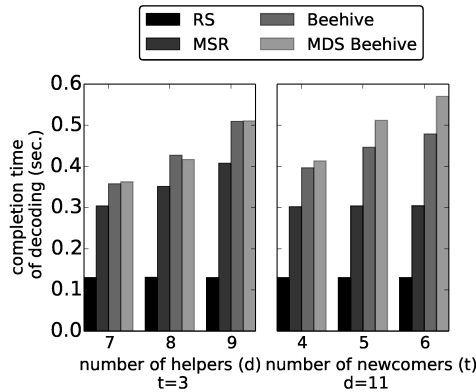 RS
MSR
Beehive
MDS Beehive
completion time
of decoding (sec.)
0.6
0.5
0.4
0.3
0.2
0.1
0.0
7 8 9
number of helpers (d)
t=3
4 5 6
number of newcomers (t)
d=11